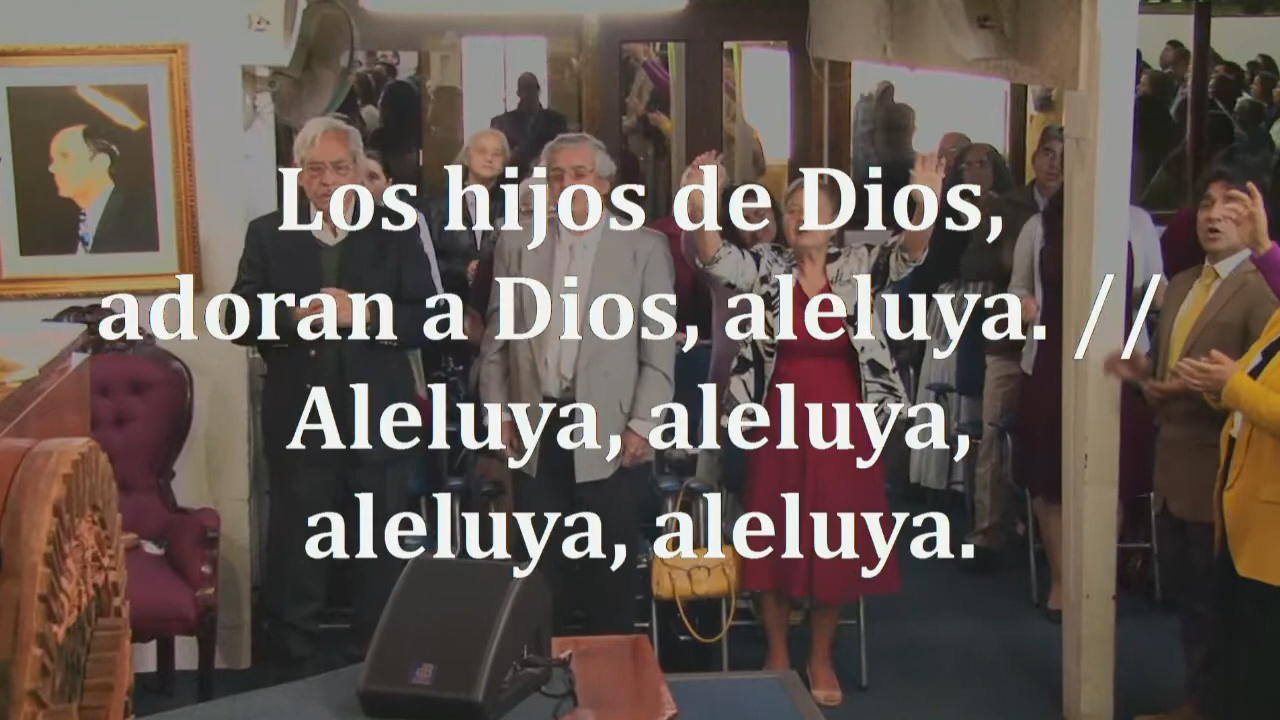 Los hijos de Dios,
adoran a Dios, aleluya. //
Aleluya, aleluya,
aleluya, aleluya.